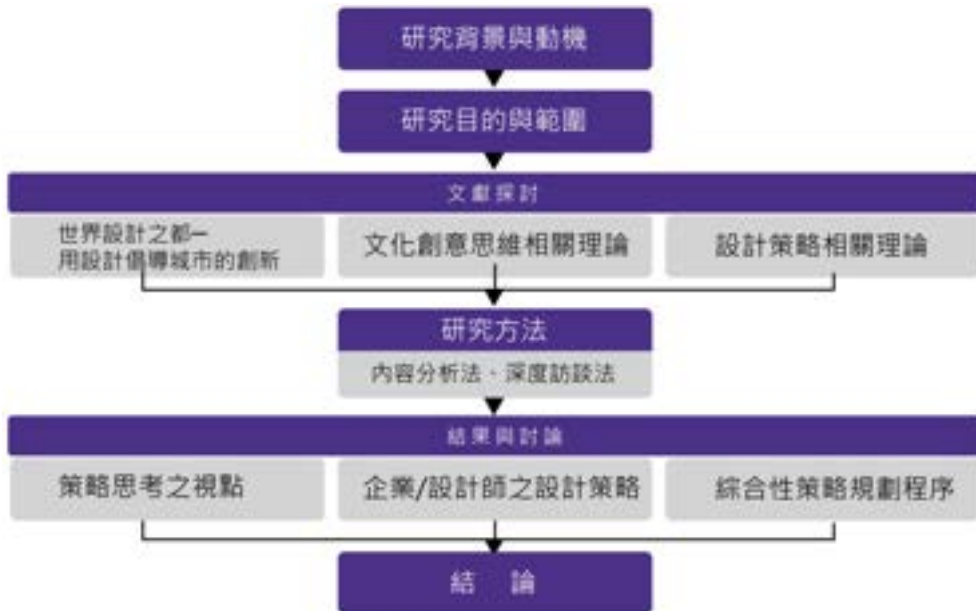 研究背景與動機
研究目的與範圍
文獻探討
世界設計之都─
用設計倡導城市的創新
文化創意思維相關理論
設計策略相關理論
研究方法
內容分析法、深度訪談法
結果與討論
策略思考之視點
企業/設計師之設計策略
綜合性策略規劃程序
結 論